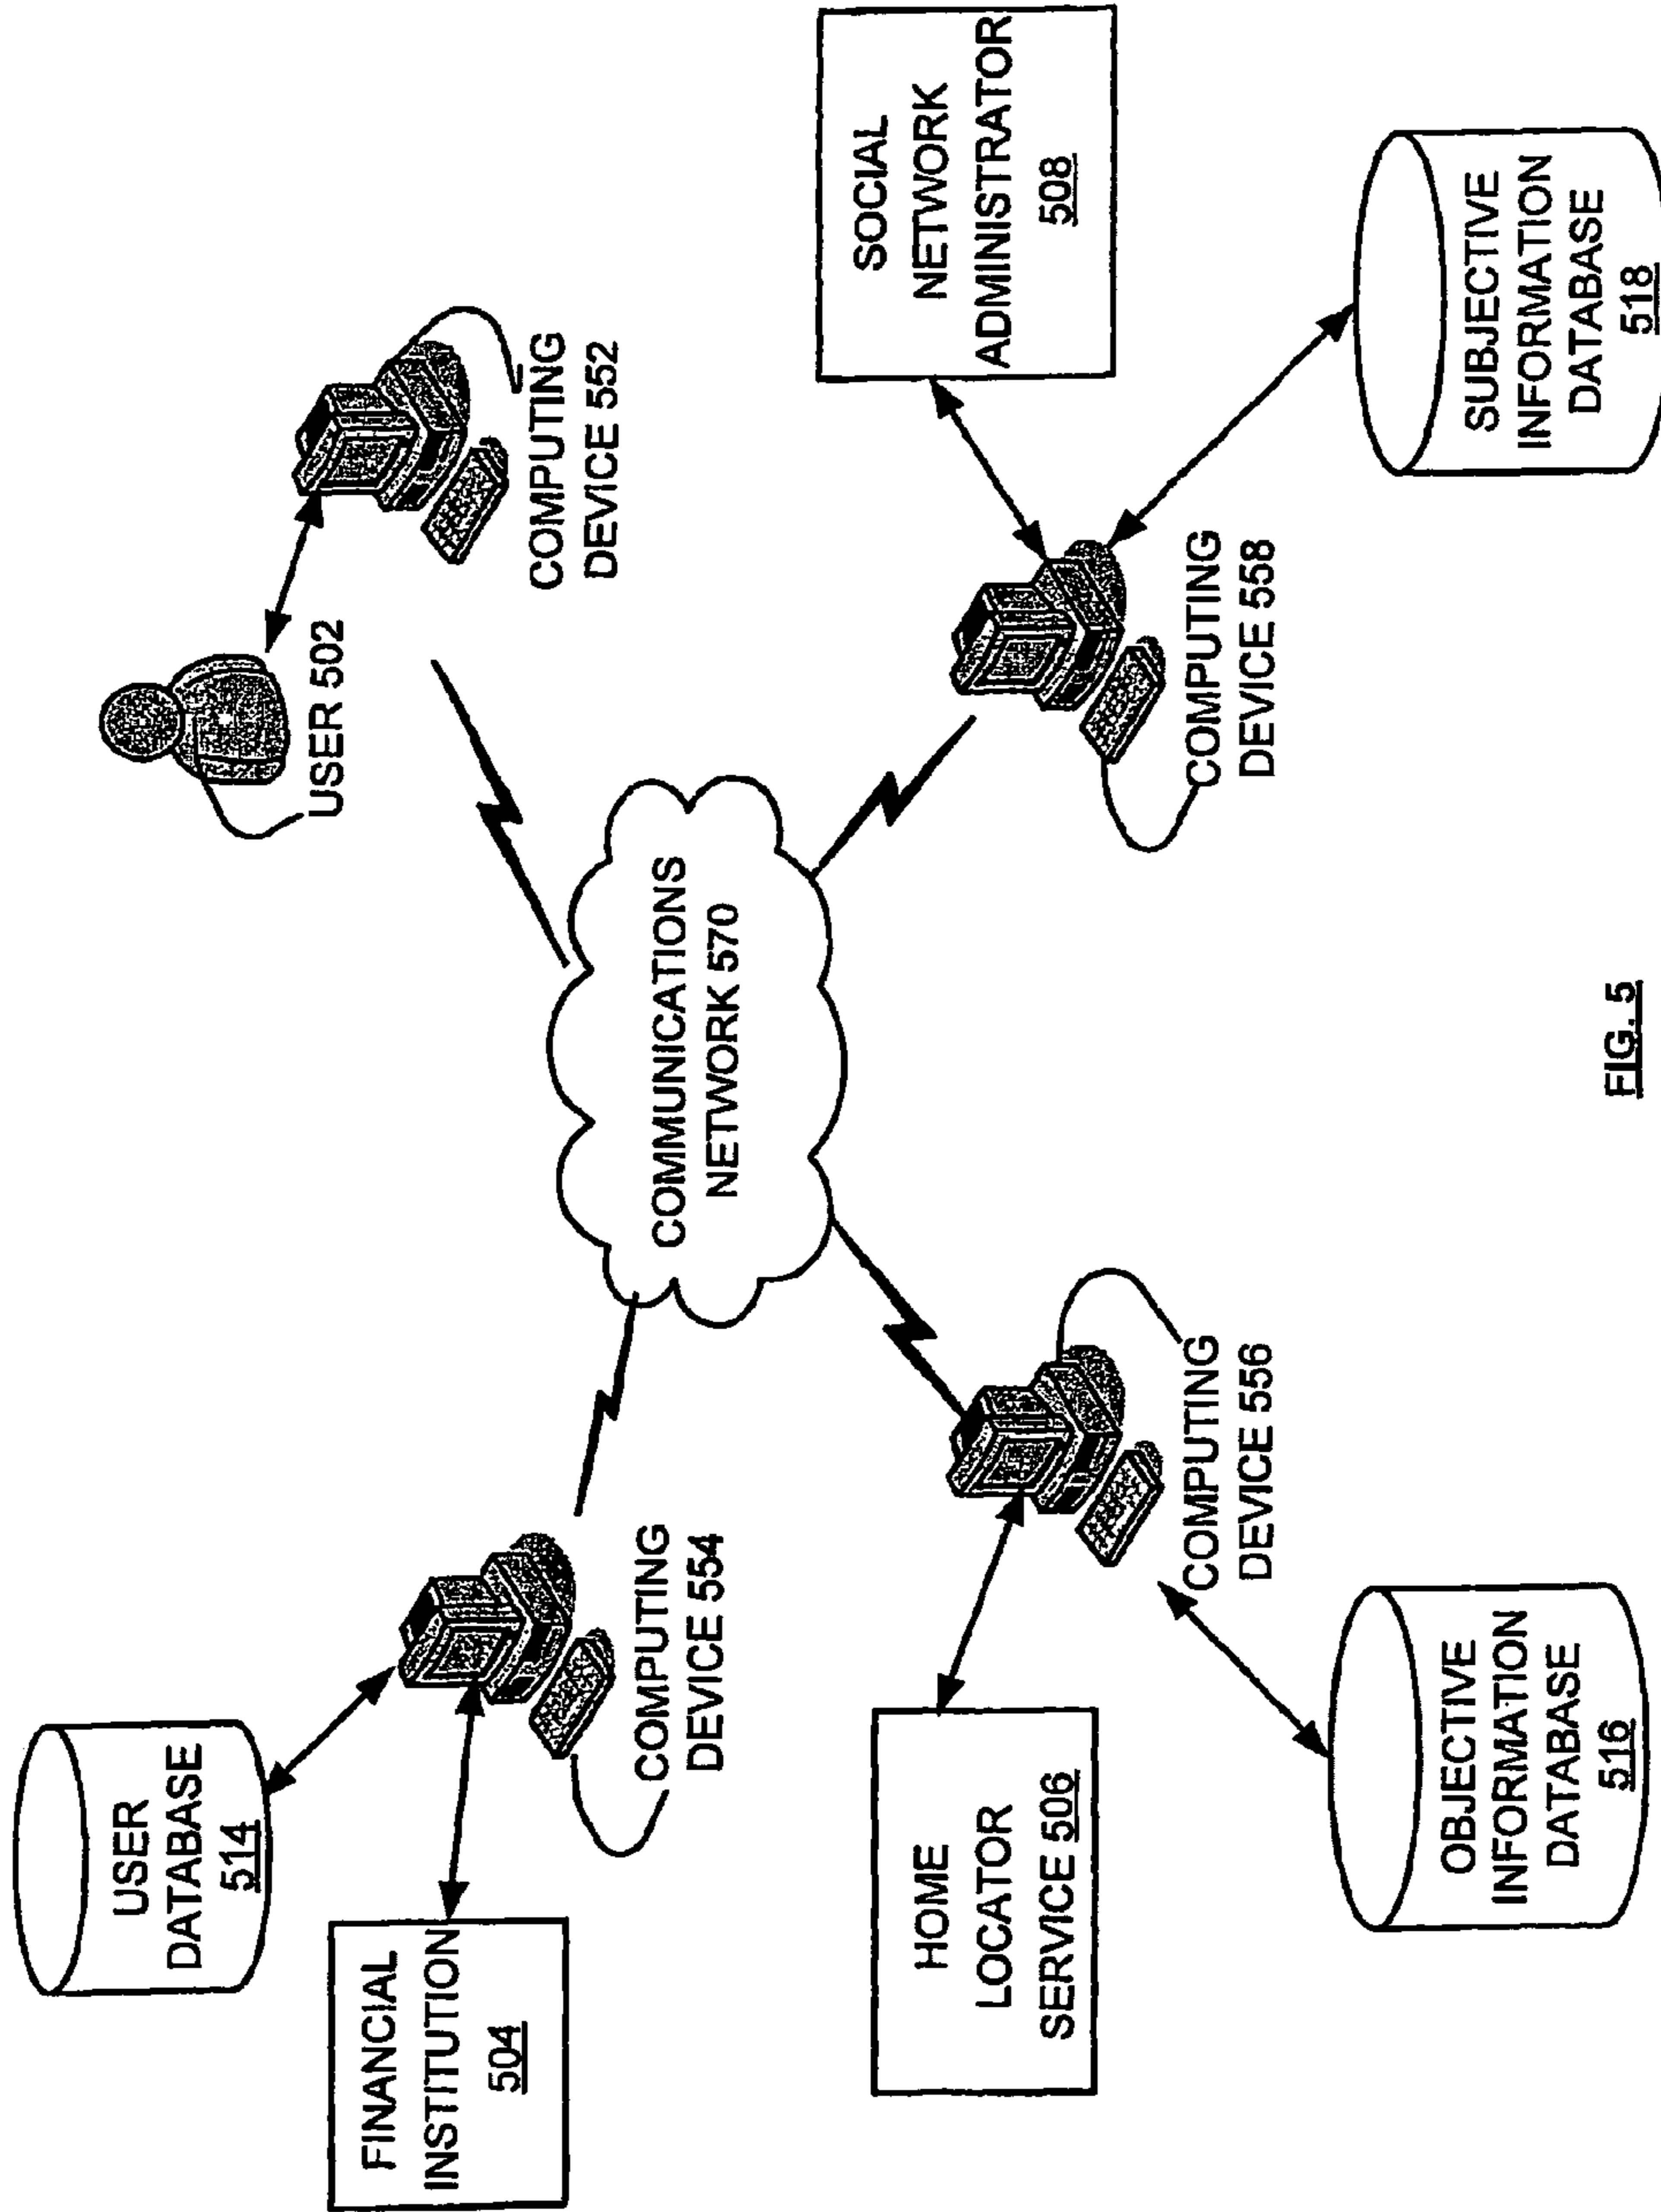 USER
DATABASE
514
FINANCIAL
INSTITUTION
504
COMPUTING
DEVICE 554
USER 502
COMPUTING
DEVICE 552
COMMUNICATIONS
NETWORK 570
HOME
LOCATOR
SERVICE 506
COMPUTING
DEVICE 556
OBJECTIVE
INFORMATION
DATABASE
516
SOCIAL
NETWORK
ADMINISTRATOR
508
COMPUTING
DEVICE 558
SUBJECTIVE
INFORMATION
DATABASE
518
FIG. 5